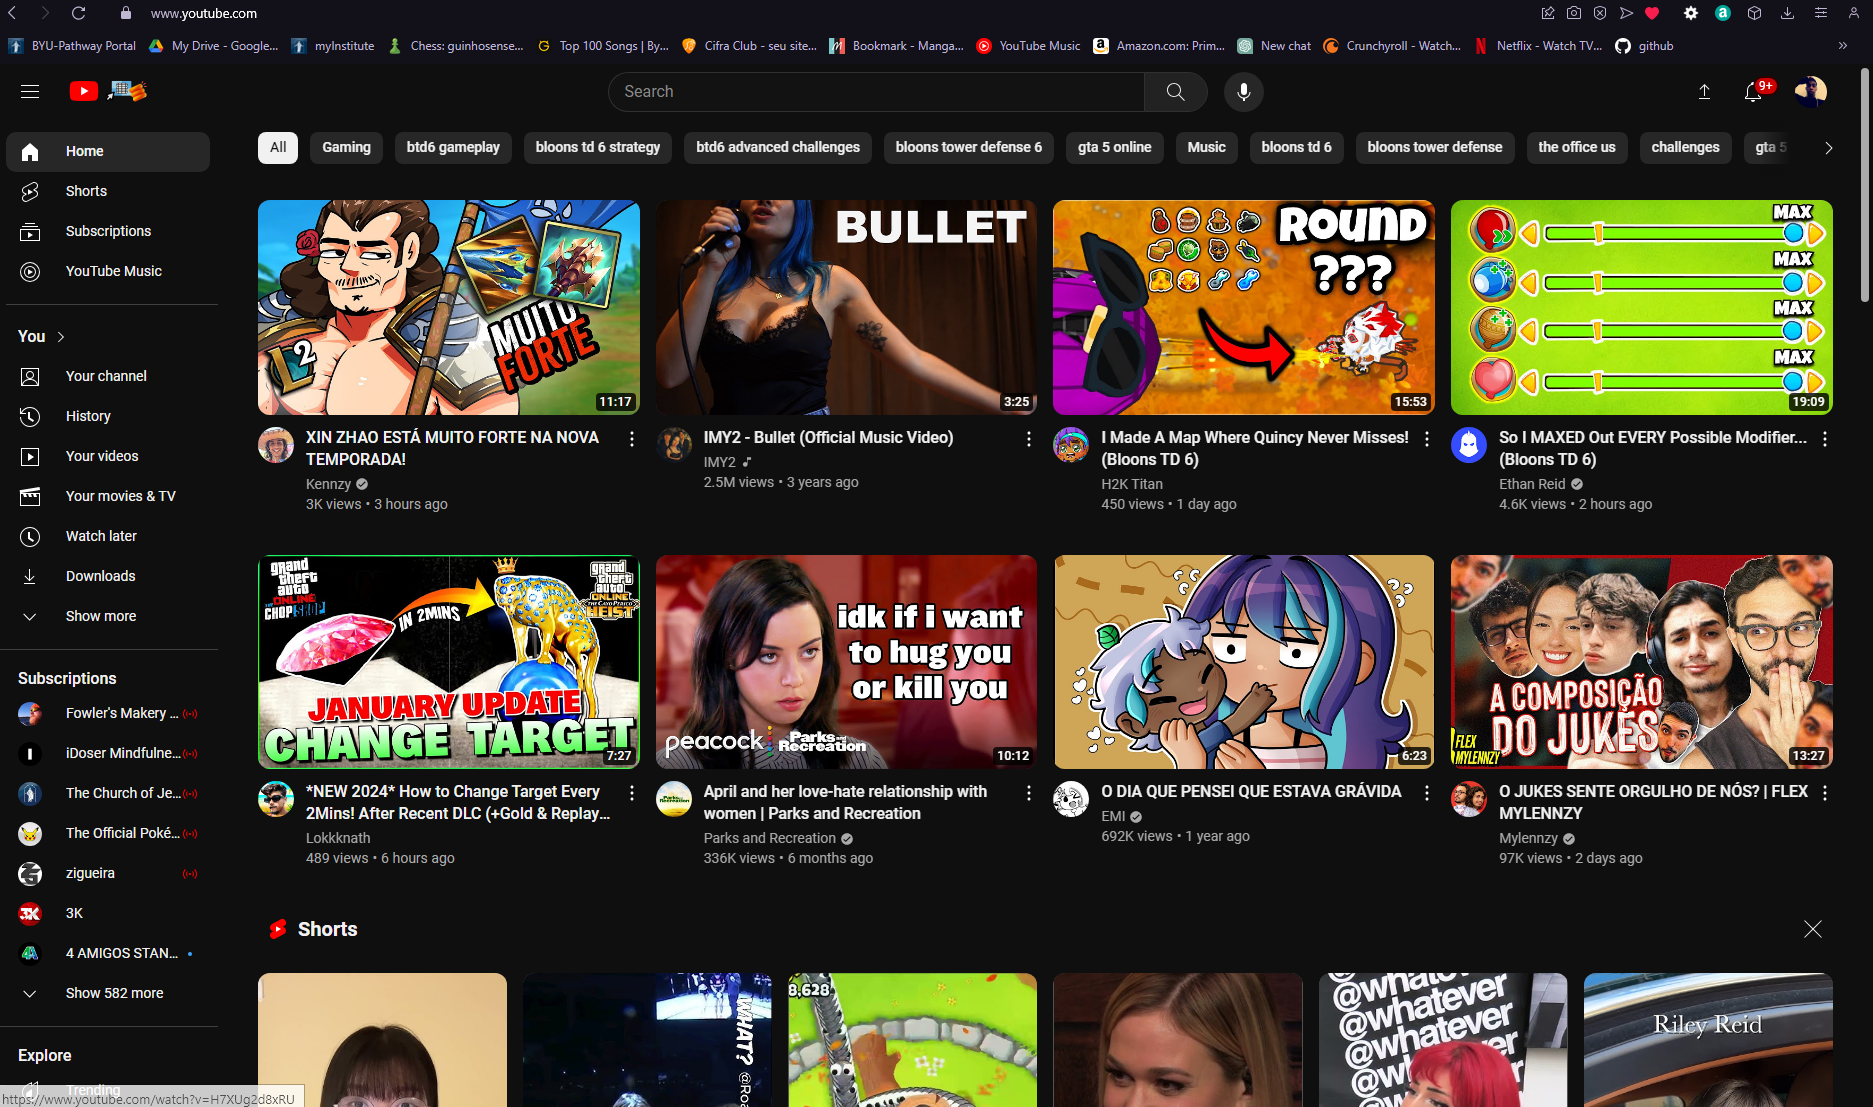 www.youtube.com
BYU-Pathway Portal
My Drive - Google...
myInstitute
Chess: guinhosense...
Top 100 Songs | By...
Cifra Club - seu site...
Bookmark - Manga...
YouTube Music
Amazon.com: Prim...
New chat
Crunchyroll - Watch...
Netflix - Watch TV...
github
Search
9+
Home
Shorts
Subscriptions
YouTube Music
You
Your channel
History
Your videos
Your movies & TV
Watch later
Downloads
Show more
Subscriptions
Fowler's Makery ...
iDoser Mindfulne...
The Church of Je...
The Official Poké...
zigueira
3K
4 AMIGOS STAN...
Show 582 more
Explore
Trending
https://www.youtube.com/watch?v=H7XUg2d8xRU
All
Gaming
btd6 gameplay
bloons td 6 strategy
btd6 advanced challenges
bloons tower defense 6
gta 5 online
Music
bloons td 6
bloons tower defense
the office us
challenges
gta 5
L2
MUITO
FORTE
11:17
XIN ZHAO ESTÁ MUITO FORTE NA NOVA
TEMPORADA!
Kennzy
3K views • 3 hours ago
BULLET
3:25
IMY2 - Bullet (Official Music Video)
IMY2
2.5M views • 3 years ago
ROUND
???
15:53
I Made A Map Where Quincy Never Misses!
(Bloons TD 6)
H2K Titan
450 views • 1 day ago
MAX
MAX
MAX
MAX
19:09
So I MAXED Out EVERY Possible Modifier...
(Bloons TD 6)
Ethan Reid
4.6K views • 2 hours ago
grand
theft
auto
ONLINE
CHOP SHOP
IN 2MINS
grand
theft
auto
ONLINE
THE CAYO PERICO
HEIST
JANUARY UPDATE
CHANGE TARGET
7:27
*NEW 2024* How to Change Target Every
2Mins! After Recent DLC (+Gold & Replay...
Lokkknath
489 views • 6 hours ago
idk if i want
to hug you
or kill you
peacock
Parks and
Recreation
10:12
April and her love-hate relationship with
women | Parks and Recreation
Parks and Recreation
336K views • 6 months ago
6:23
O DIA QUE PENSEI QUE ESTAVA GRÁVIDA
EMI
692K views • 1 year ago
A COMPOSIÇÃO
DO JUKES
FLEX
MYLENNZY
13:27
O JUKES SENTE ORGULHO DE NÓS? | FLEX
MYLENNZY
Mylennzy
97K views • 2 days ago
Shorts
WHAT?
8,628
@whatever
@whatever
@whatever
@whatever
Riley Reid